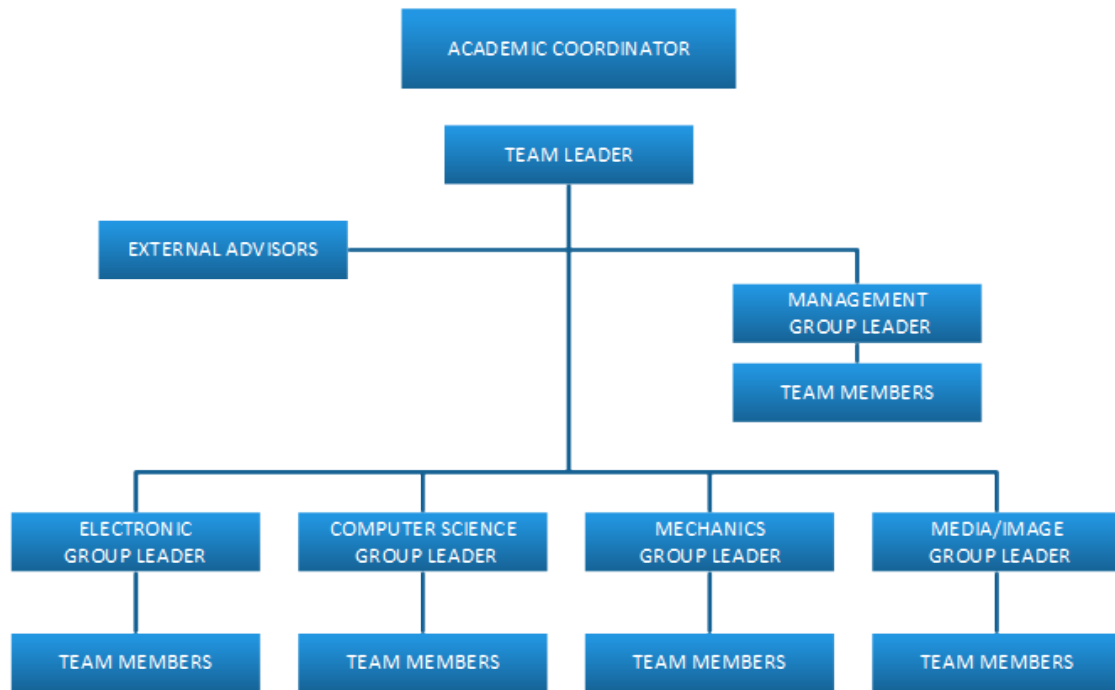 ACADEMIC COORDINATOR
TEAM LEADER
EXTERNAL ADVISORS
MANAGEMENT
GROUP LEADER
TEAM MEMBERS
ELECTRONIC
GROUP LEADER
COMPUTER SCIENCE
GROUP LEADER
MECHANICS
GROUP LEADER
MEDIA/IMAGE
GROUP LEADER
TEAM MEMBERS
TEAM MEMBERS
TEAM MEMBERS
TEAM MEMBERS